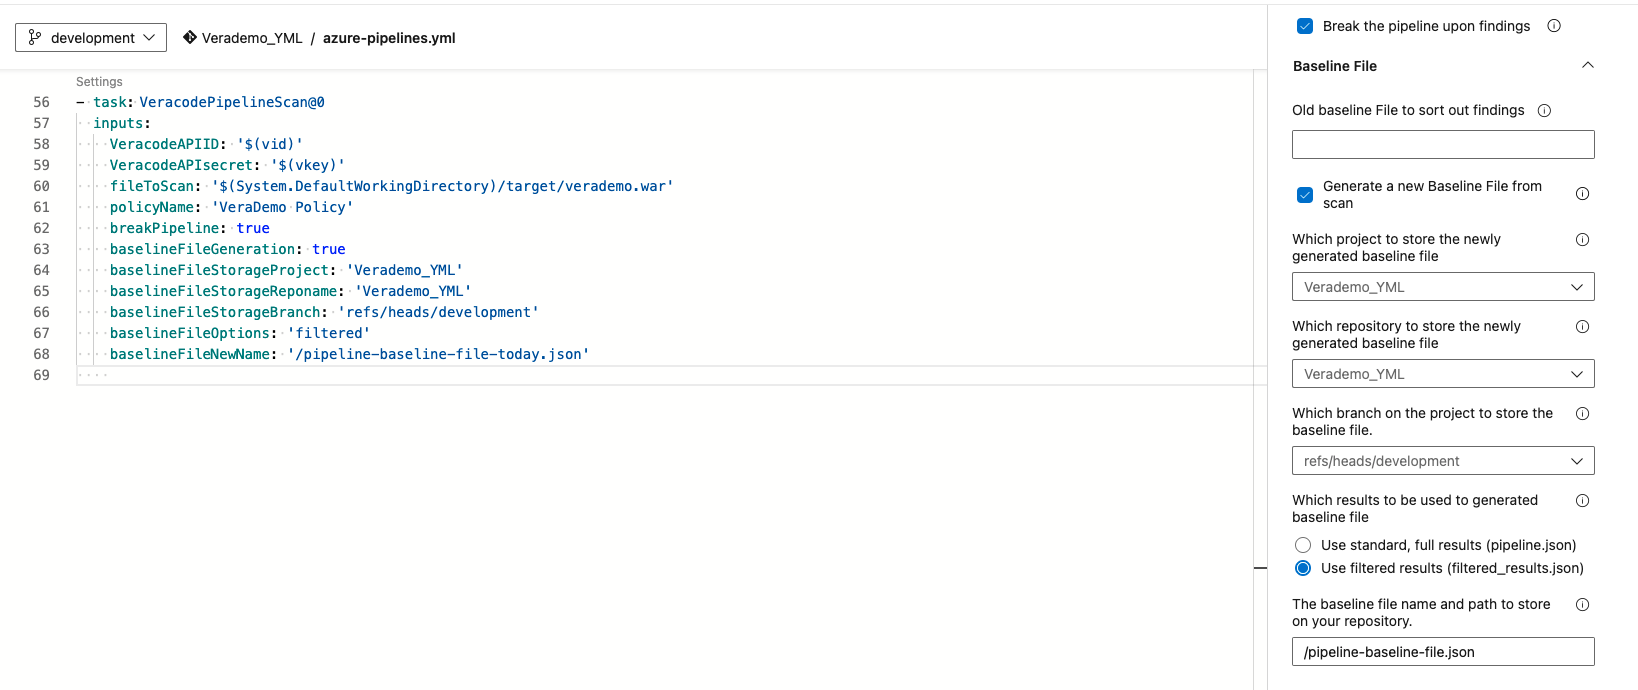 development
Verademo_YML / azure-pipelines.yml
Settings
56 - task: VeracodePipelineScan@0
57 inputs:
58 VeracodeAPIID: '$(vid)'
59 VeracodeAPIsecret: '$(vkey)'
60 fileToScan: '$(System.DefaultWorkingDirectory)/target/verademo.war'
61 policyName: 'VeraDemo Policy'
62 breakPipeline: true
63 baselineFileGeneration: true
64 baselineFileStorageProject: 'Verademo_YML'
65 baselineFileStorageReponame: 'Verademo_YML'
66 baselineFileStorageBranch: 'refs/heads/development'
67 baselineFileOptions: 'filtered'
68 baselineFileNewName: '/pipeline-baseline-file-today.json'
69
Break the pipeline upon findings
Baseline File
Old baseline File to sort out findings
Generate a new Baseline File from
scan
Which project to store the newly
generated baseline file
Verademo_YML
Which repository to store the newly
generated baseline file
Verademo_YML
Which branch on the project to store the
baseline file.
refs/heads/development
Which results to be used to generated
baseline file
Use standard, full results (pipeline.json)
Use filtered results (filtered_results.json)
The baseline file name and path to store
on your repository.
/pipeline-baseline-file.json